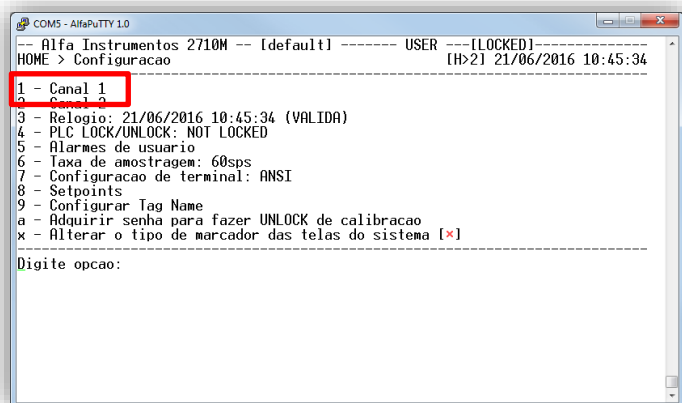 COM5 - AlfaPuTTY 1.0
-- Alfa Instrumentos 2710M -- [default] ------- USER ---[LOCKED]--------------
HOME > Configuracao [H>2] 21/06/2016 10:45:34
-------------------------------------------------------------------------------
1 - Canal 1
2 - Canal 2
3 - Relogio: 21/06/2016 10:45:34 (VALIDA)
4 - PLC LOCK/UNLOCK: NOT LOCKED
5 - Alarmes de usuario
6 - Taxa de amostragem: 60sps
7 - Configuracao de terminal: ANSI
8 - Setpoints
9 - Configurar Tag Name
a - Adquirir senha para fazer UNLOCK de calibracao
x - Alterar o tipo de marcador das telas do sistema [×]
-------------------------------------------------------------------------------
Digite opcao: